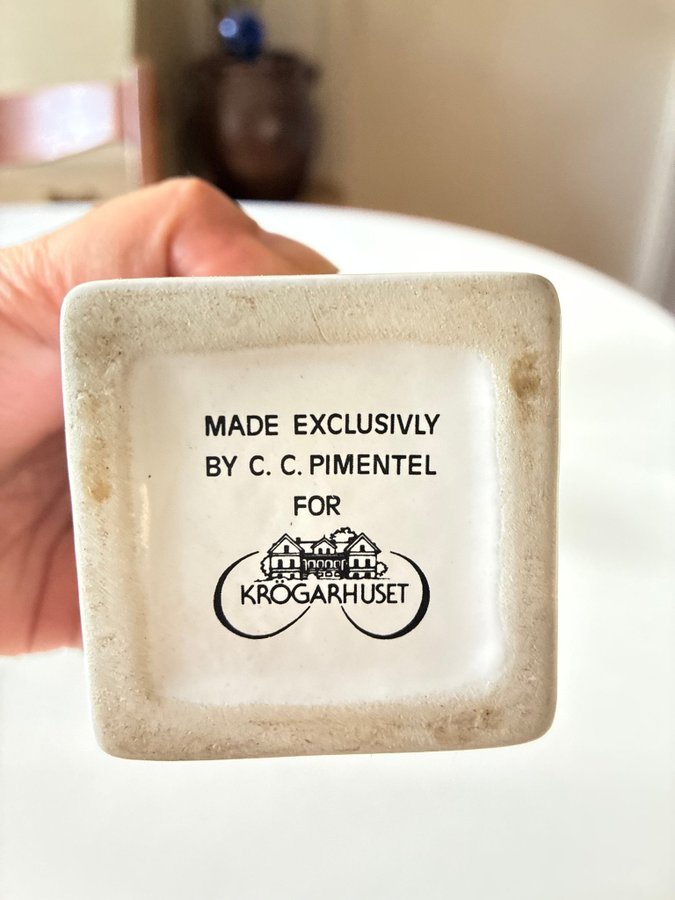 MADE EXCLUSIVLY
BY C. C. PIMENTEL
FOR
KRÖGARHUSET